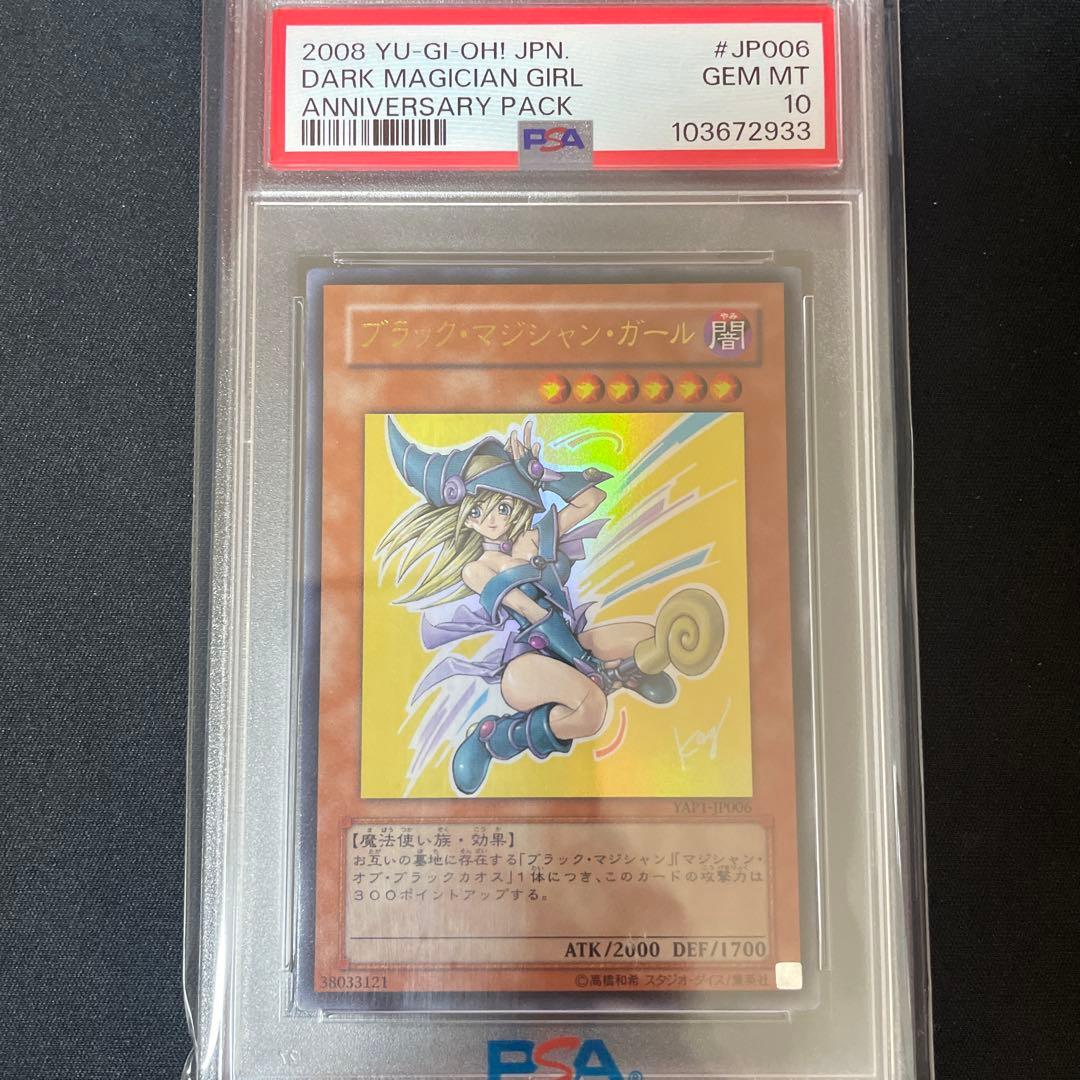 2008 YU-GI-OH! JPN. #JP006
DARK MAGICIAN GIRL GEM MT
ANNIVERSARY PACK 10
PSA 103672933
ブラック・マジシャン・ガール 闇
YAP1-JP006
【魔法使い族・効果】
お互いの墓地に存在する「ブラック・マジシャン」「マジシャン・
オブ・ブラックカオス」1体につき、このカードの攻撃力は
300ポイントアップする。
ATK/2000 DEF/1700
38033121 ©高橋和希 スタジオ・ダイス/集英社
PSA®